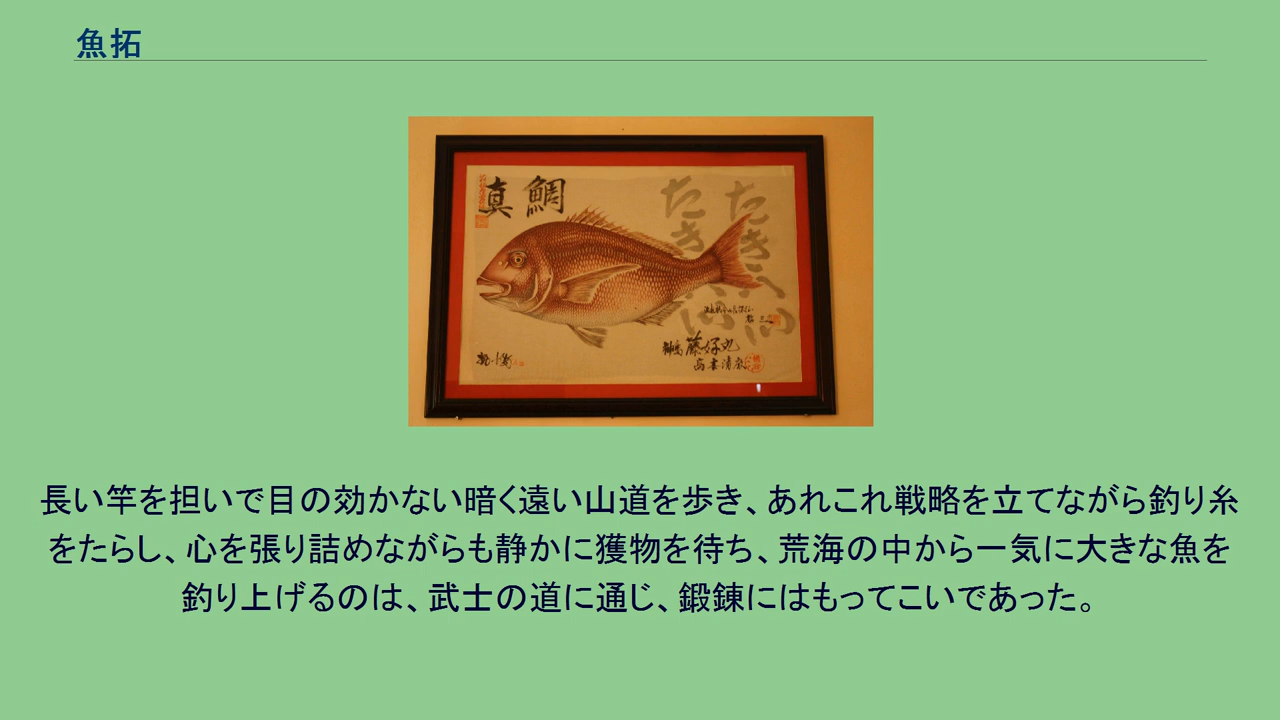 魚拓
真鯛
長い竿を担いで目の効かない暗く遠い山道を歩き、あれこれ戦略を立てながら釣り糸
をたらし、心を張り詰めながらも静かに獲物を待ち、荒海の中から一気に大きな魚を
釣り上げるのは、武士の道に通じ、鍛錬にはもってこいであった。